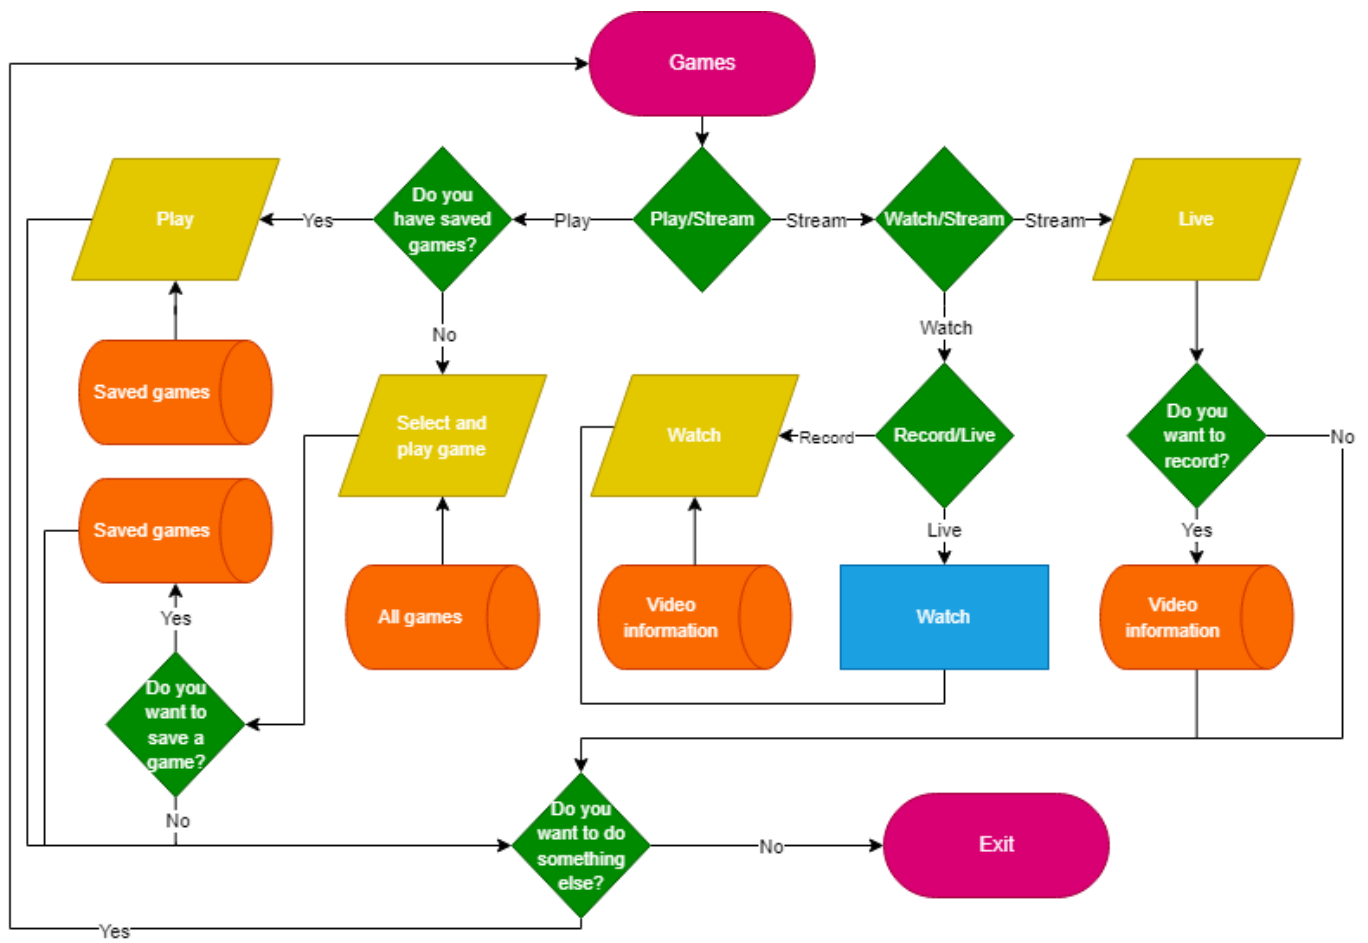 Games
Play
Yes
Do you
have saved
games?
Play
Play/Stream
Stream
Watch/Stream
Stream
Live
No
Watch
Saved games
Select and
play game
Watch
Record
Record/Live
Do you
want to
record?
No
Saved games
Live
Yes
All games
Video
information
Watch
Video
information
Yes
Do you
want to
save a
game?
No
Do you
want to do
something
else?
No
Exit
Yes